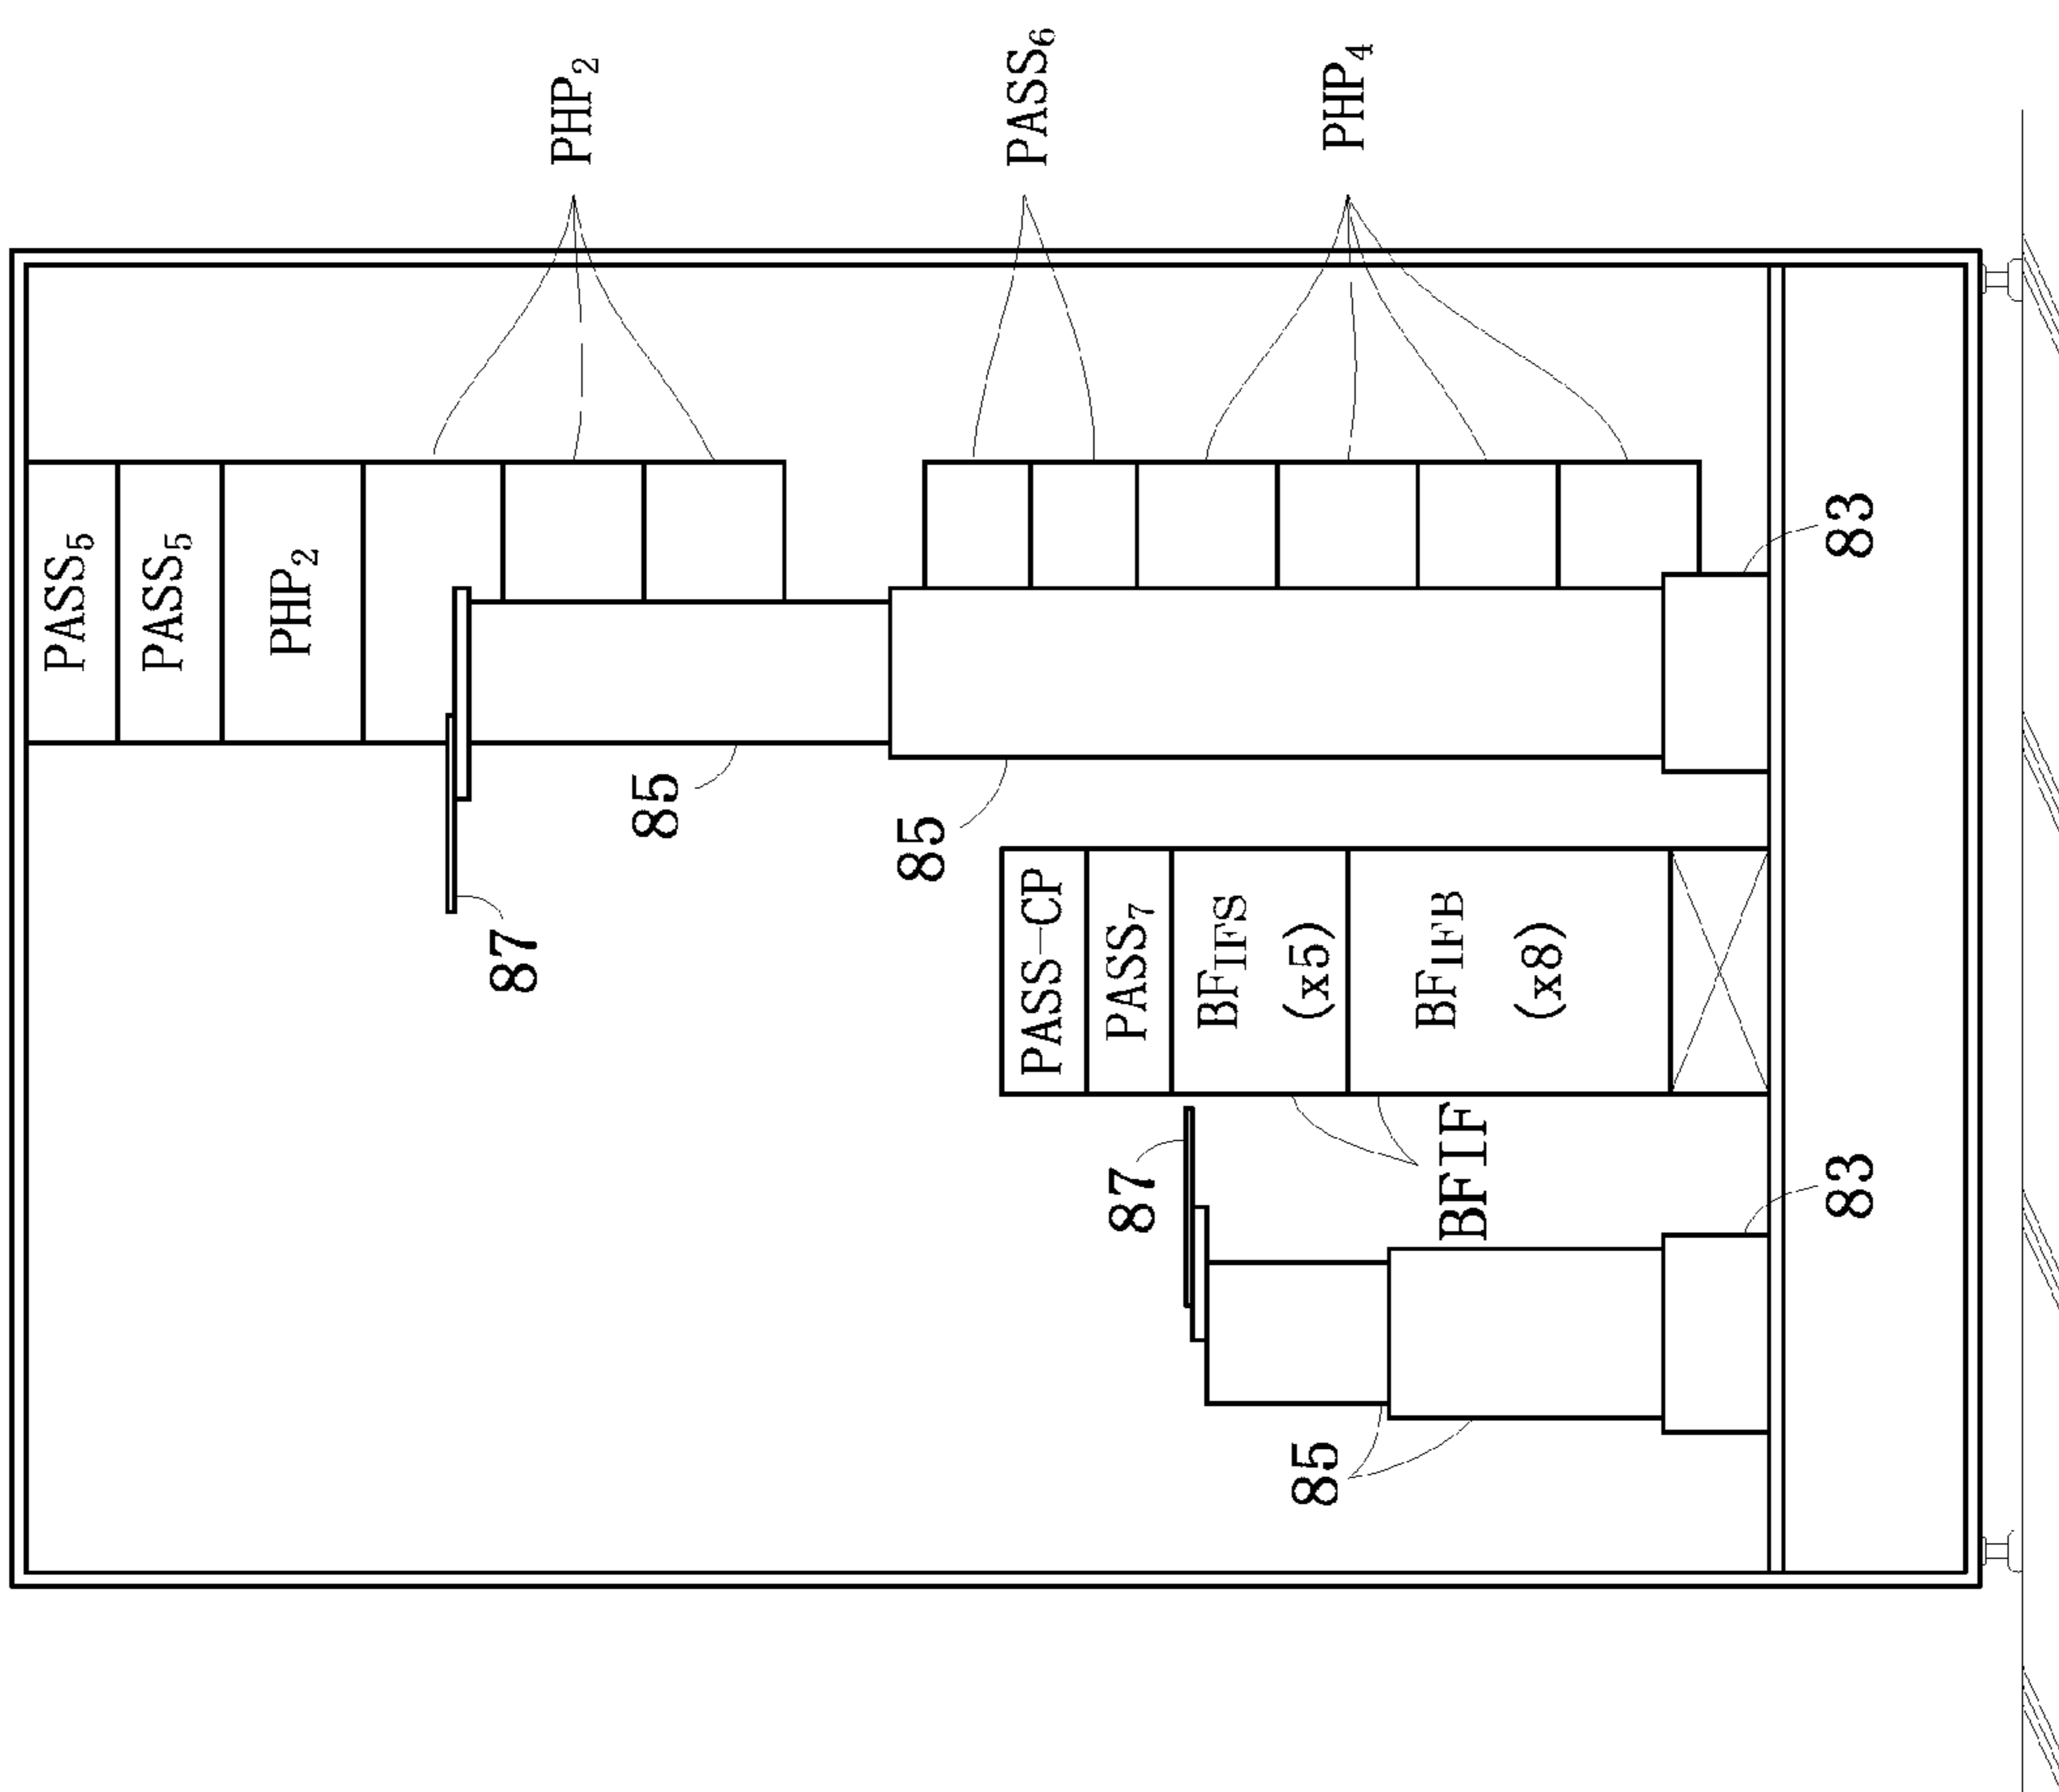 PHP2
PASS6
PHP4
PASS5
PASS5
PHP2
83
85
85
87
PASS-CP
PASS7
BFIFS
(x5)
BFIFB
(x8)
87
BFIF
83
85